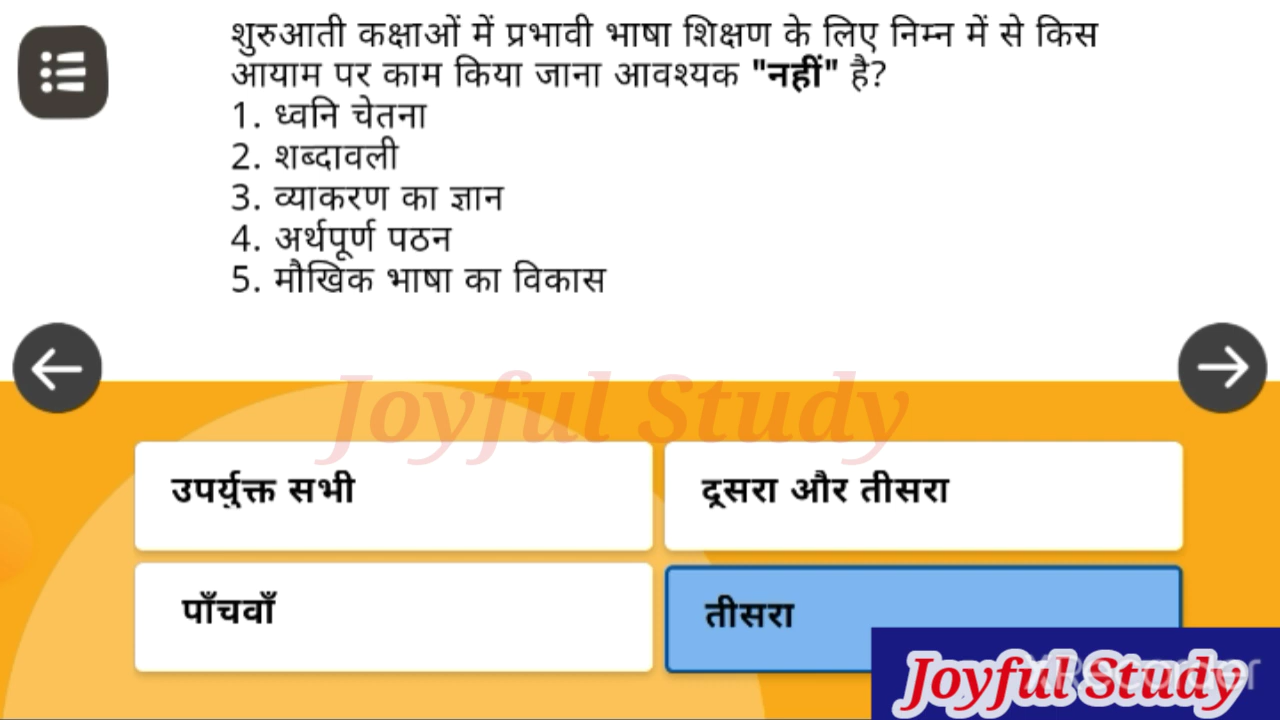 शुरुआती कक्षाओं में प्रभावी भाषा शिक्षण के लिए निम्न में से किस
आयाम पर काम किया जाना आवश्यक "नहीं" है?
1. ध्वनि चेतना
2. शब्दावली
3. व्याकरण का ज्ञान
4. अर्थपूर्ण पठन
5. मौखिक भाषा का विकास
Joyful Study
उपर्युक्त सभी
दूसरा और तीसरा
पाँचवाँ
तीसरा
Joyful Study